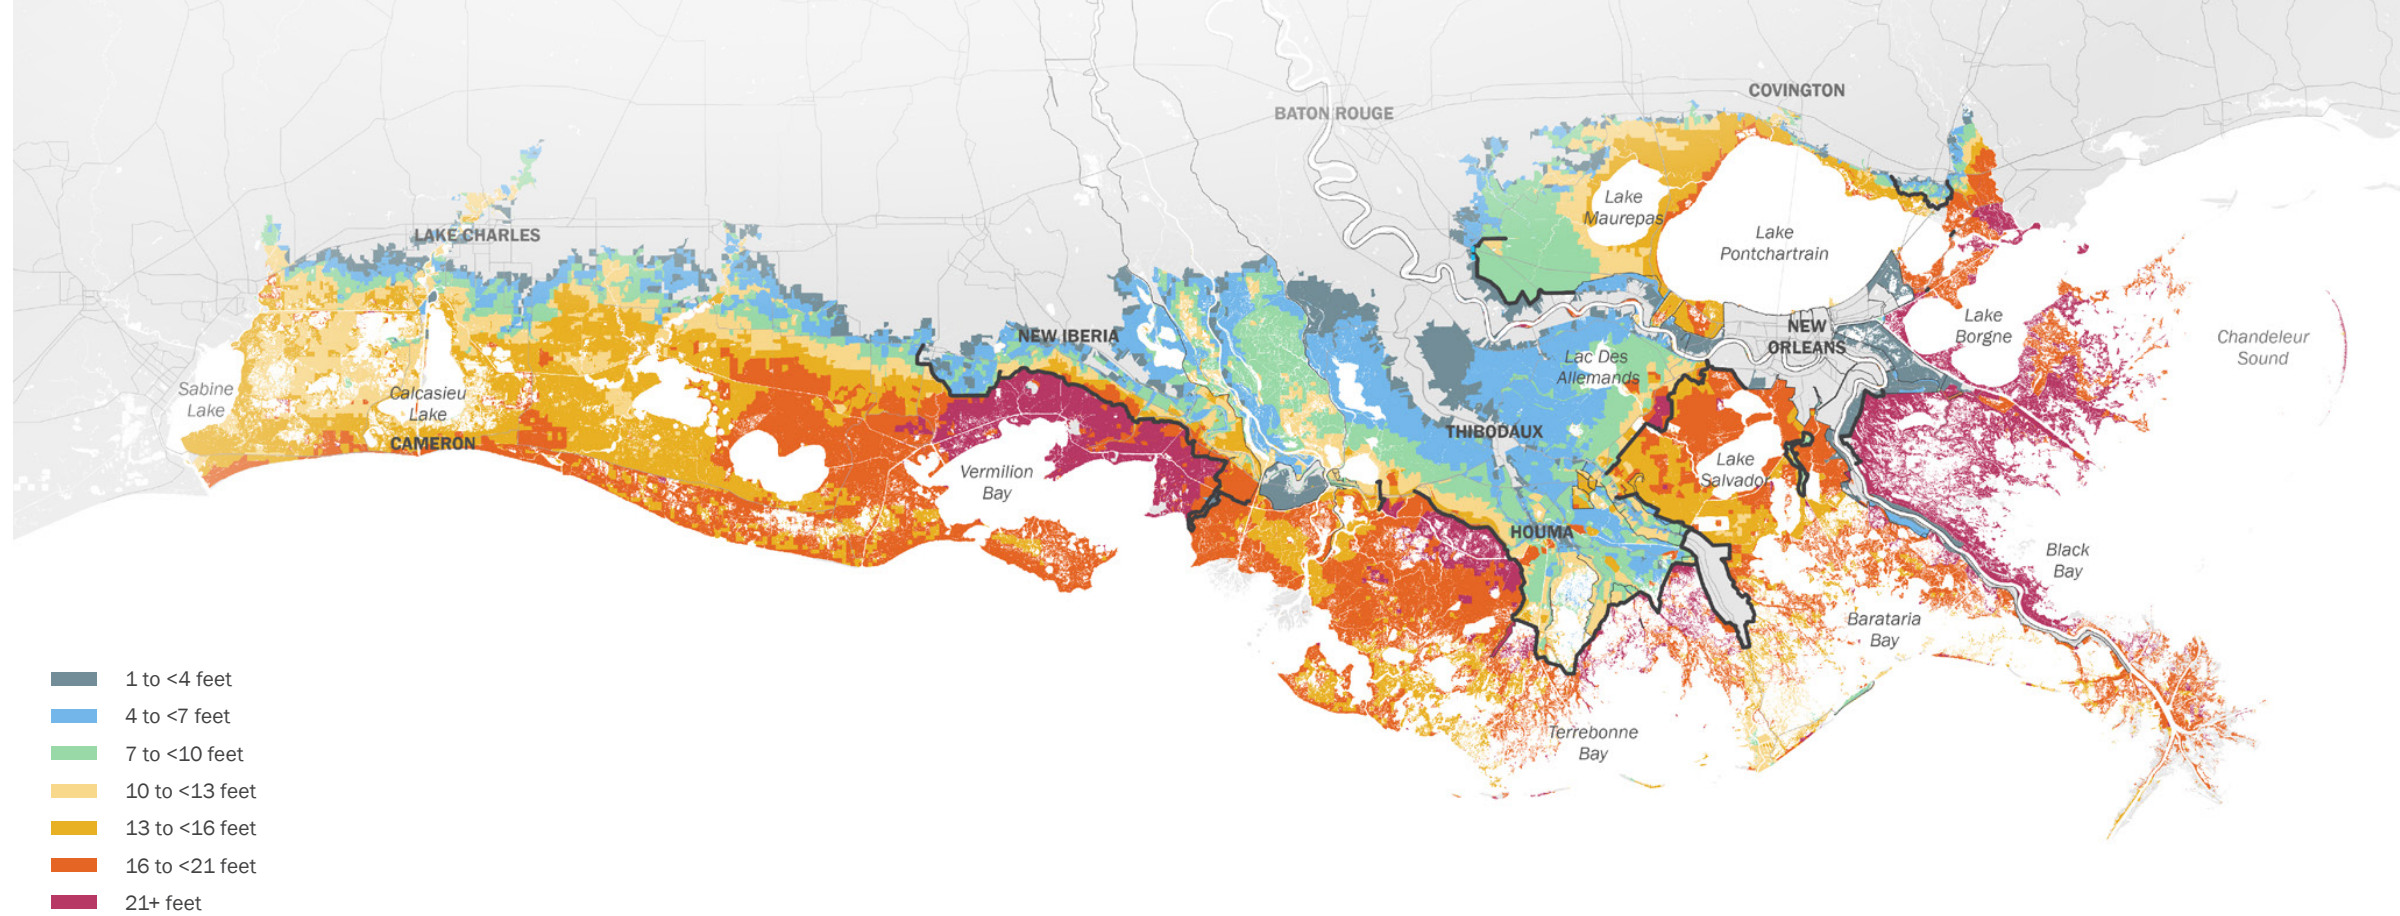 COVINGTON
BATON ROUGE
Lake
Maurepas
LAKE CHARLES
Lake
Pontchartrain
NEW IBERIA
NEW
ORLEANS
Lake
Borgne
Chandeleur
Sound
Lac Des
Allemands
Sabine
Lake
Calcasieu
Lake
CAMERON
THIBODAUX
Vermilion
Bay
Lake
Salvador
HOUMA
Black
Bay
Barataria
Bay
Terrebonne
Bay
1 to <4 feet
4 to <7 feet
7 to <10 feet
10 to <13 feet
13 to <16 feet
16 to <21 feet
21+ feet